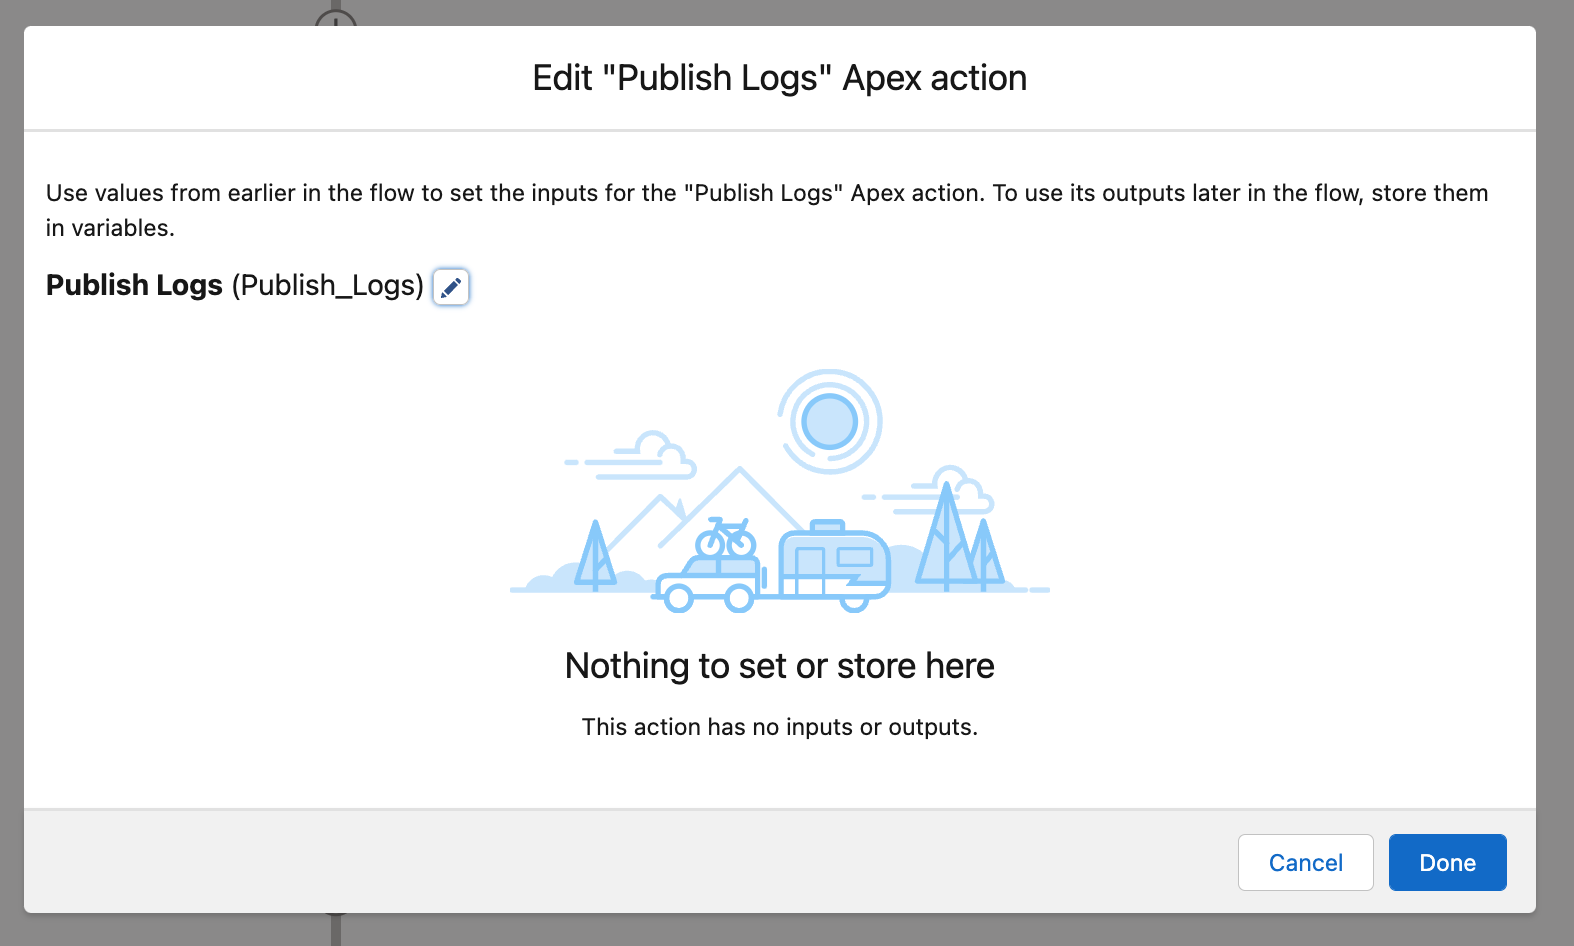 Edit "Publish Logs" Apex action
Use values from earlier in the flow to set the inputs for the "Publish Logs" Apex action. To use its outputs later in the flow, store them
in variables.
Publish Logs (Publish_Logs)
Nothing to set or store here
This action has no inputs or outputs.
Cancel
Done